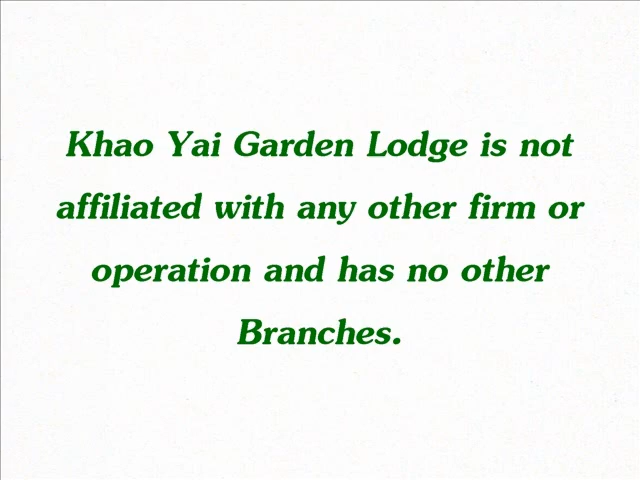 Khao Yai Garden Lodge is not
affiliated with any other firm or
operation and has no other
Branches.